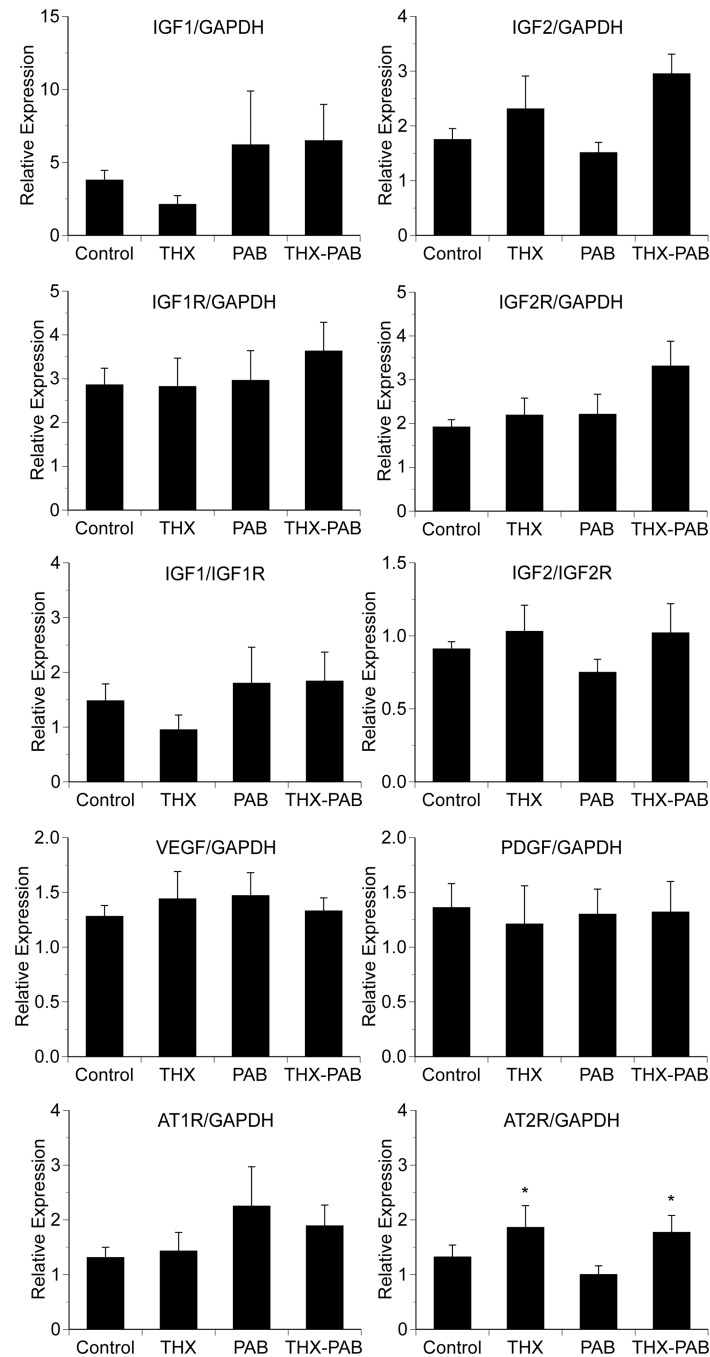 IGF1/GAPDH
Relative Expression
15
10
5
0
Control THX PAB THX-PAB
IGF2/GAPDH
Relative Expression
4
3
2
1
0
Control THX PAB THX-PAB
IGF1R/GAPDH
Relative Expression
5
4
3
2
1
0
Control THX PAB THX-PAB
IGF2R/GAPDH
Relative Expression
5
4
3
2
1
0
Control THX PAB THX-PAB
IGF1/IGF1R
Relative Expression
4
3
2
1
0
Control THX PAB THX-PAB
IGF2/IGF2R
Relative Expression
1.5
1.0
0.5
0.0
Control THX PAB THX-PAB
VEGF/GAPDH
Relative Expression
2.0
1.5
1.0
0.5
0.0
Control THX PAB THX-PAB
PDGF/GAPDH
Relative Expression
2.0
1.5
1.0
0.5
0.0
Control THX PAB THX-PAB
AT1R/GAPDH
Relative Expression
4
3
2
1
0
Control THX PAB THX-PAB
AT2R/GAPDH
Relative Expression
4
3
2
1
0
* *
Control THX PAB THX-PAB